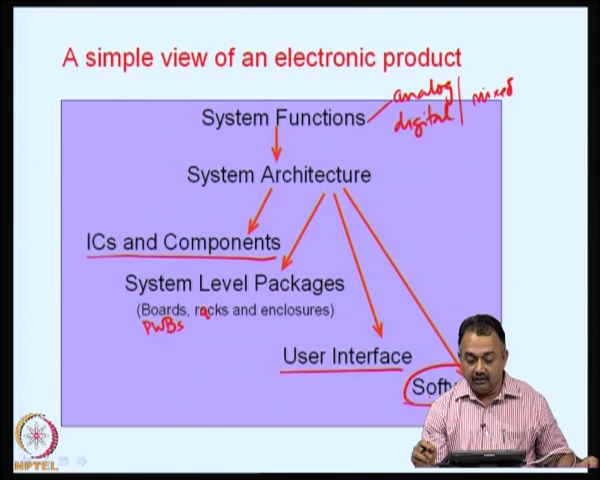 A simple view of an electronic product
System Functions
analog
digital
mixed
System Architecture
ICs and Components
System Level Packages
(Boards, racks and enclosures)
PWBs
User Interface
NPTEL